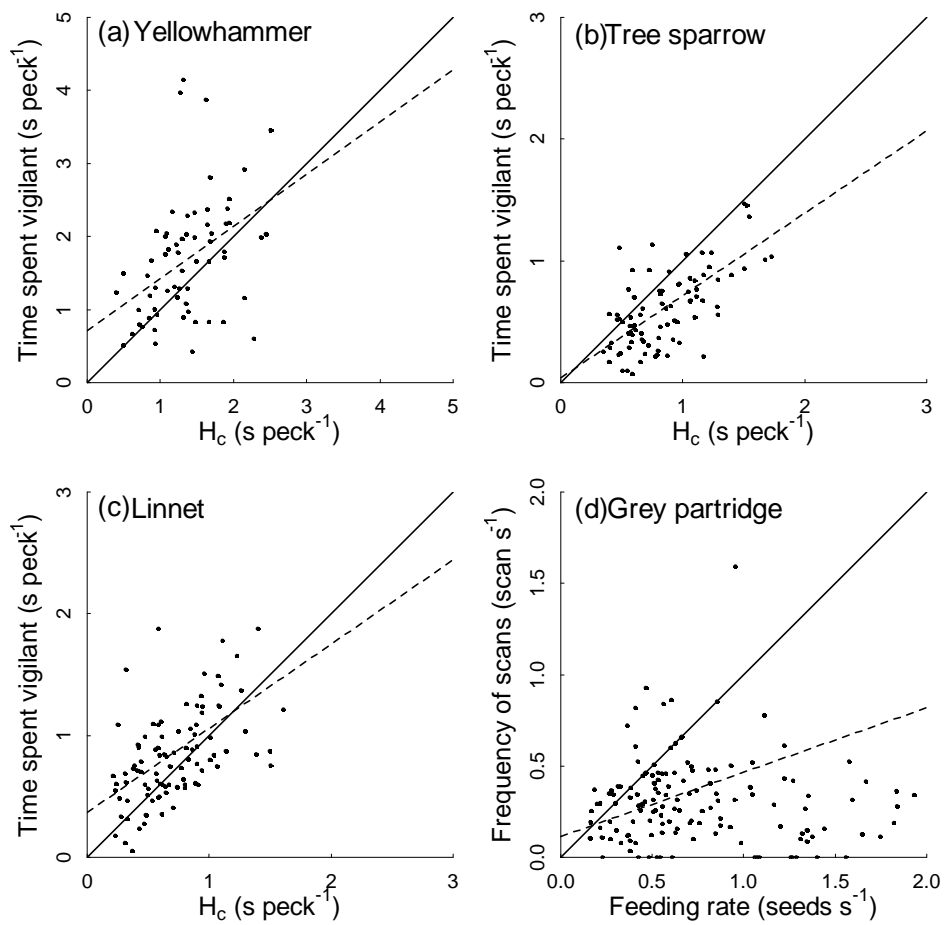 (a) Yellowhammer
Time spent vigilant (s peck⁻¹)
0 1 2 3 4 5
0 1 2 3 4 5
H_c (s peck⁻¹)
(b)Tree sparrow
Time spent vigilant (s peck⁻¹)
0 1 2 3
0 1 2 3
H_c (s peck⁻¹)
(c) Linnet
Time spent vigilant (s peck⁻¹)
0 1 2 3
0 1 2 3
H_c (s peck⁻¹)
(d)Grey partridge
Frequency of scans (scan s⁻¹)
0.0 0.5 1.0 1.5 2.0
0.0 0.5 1.0 1.5 2.0
Feeding rate (seeds s⁻¹)